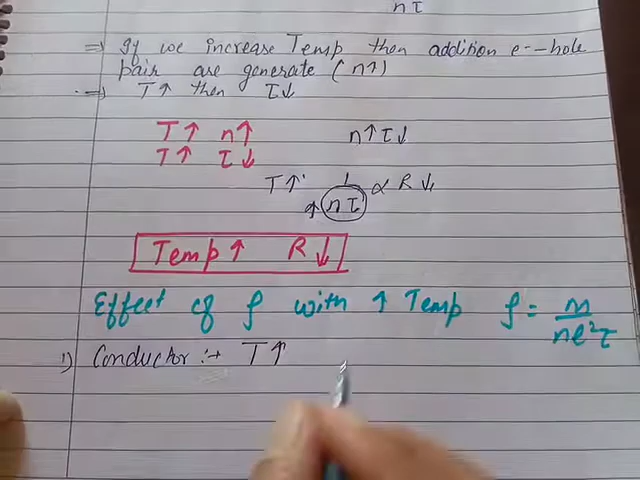 nτ
⇒ If we increase Temp then addition e⁻-hole
pair are generate (n↑)
→ T↑ then τ↓
T↑ n↑ n↑τ↓
T↑ τ↓
T↑ 1/↑nτ ∝ R↓
Temp↑ R↓
Effect of ρ with ↑ Temp ρ = m/ne²τ
1) Conductor :→ T↑